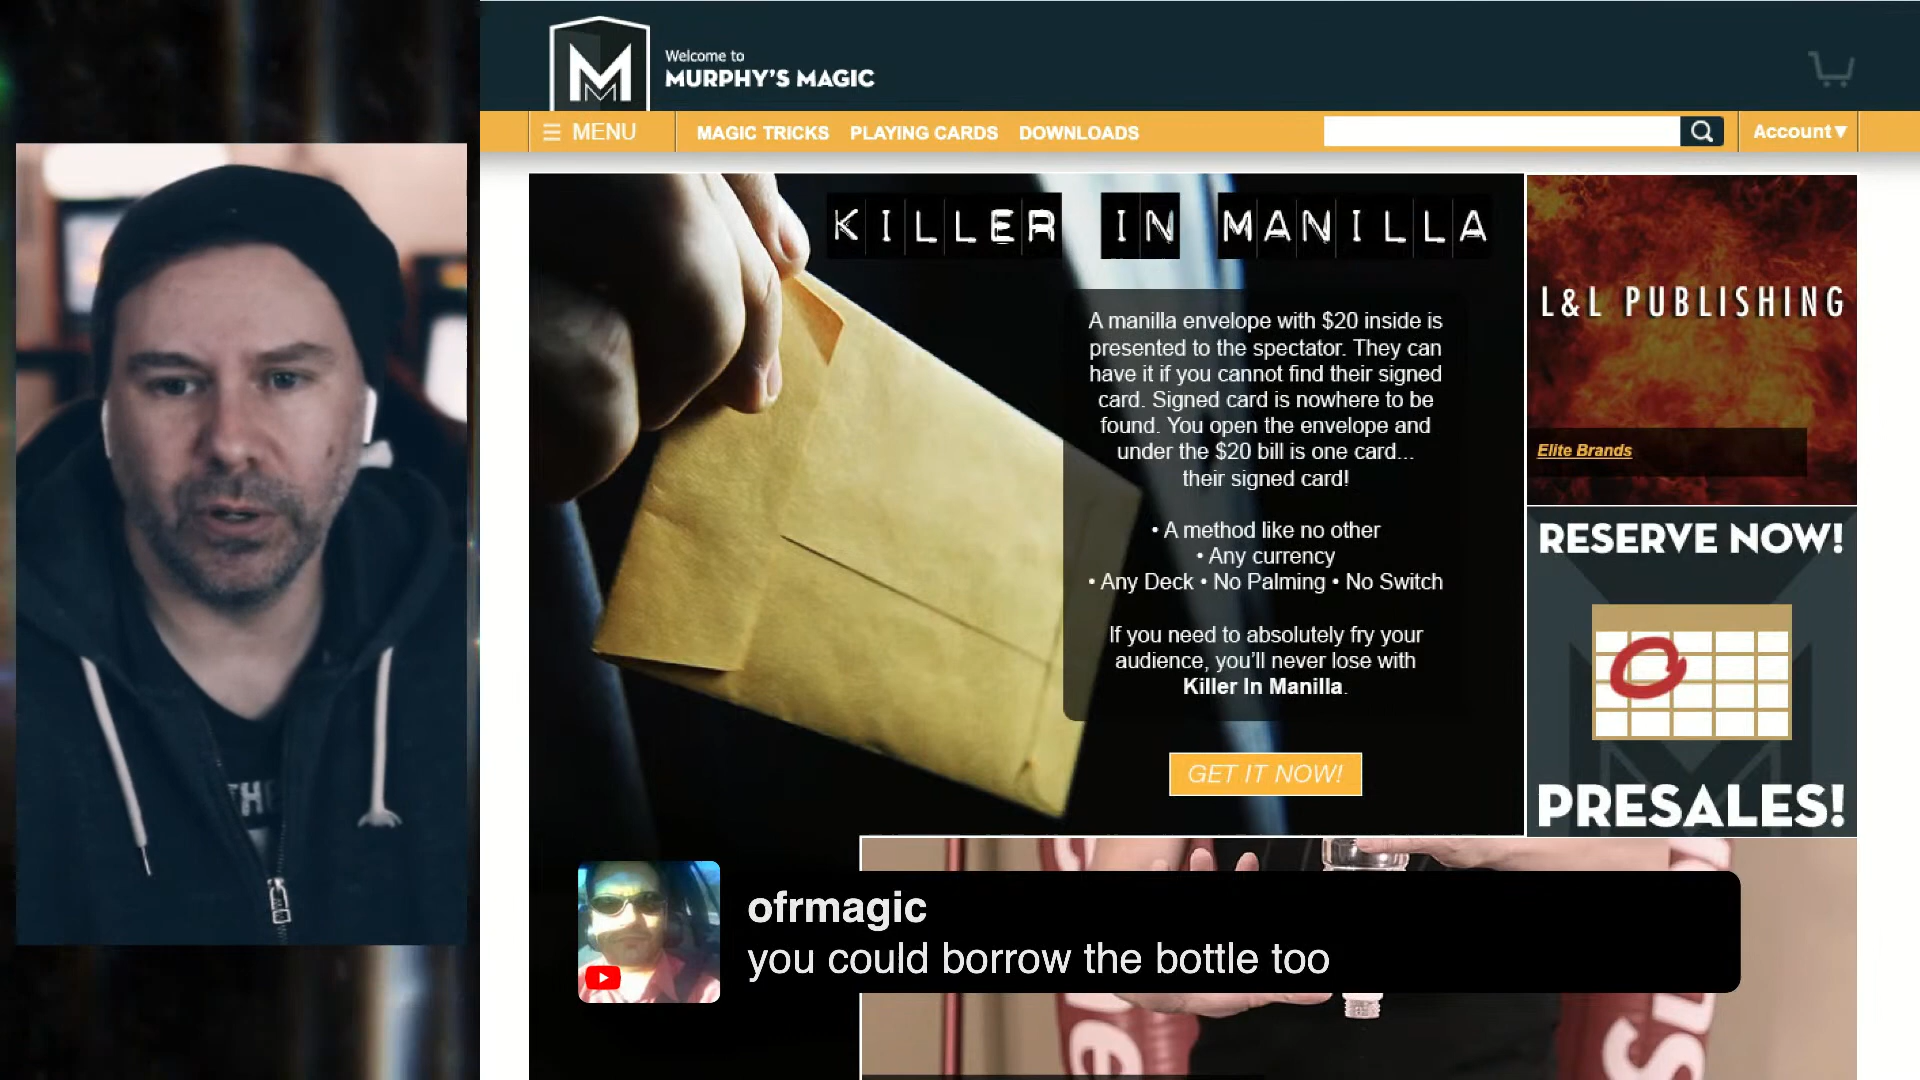 Welcome to
MURPHY'S MAGIC
☰ MENU
MAGIC TRICKS
PLAYING CARDS
DOWNLOADS
Account▼
KILLER IN MANILLA
A manilla envelope with $20 inside is
presented to the spectator. They can
have it if you cannot find their signed
card. Signed card is nowhere to be
found. You open the envelope and
under the $20 bill is one card...
their signed card!
• A method like no other
• Any currency
• Any Deck • No Palming • No Switch
If you need to absolutely fry your
audience, you'll never lose with
Killer In Manilla.
GET IT NOW!
L&L PUBLISHING
Elite Brands
RESERVE NOW!
PRESALES!
ofrmagic
you could borrow the bottle too